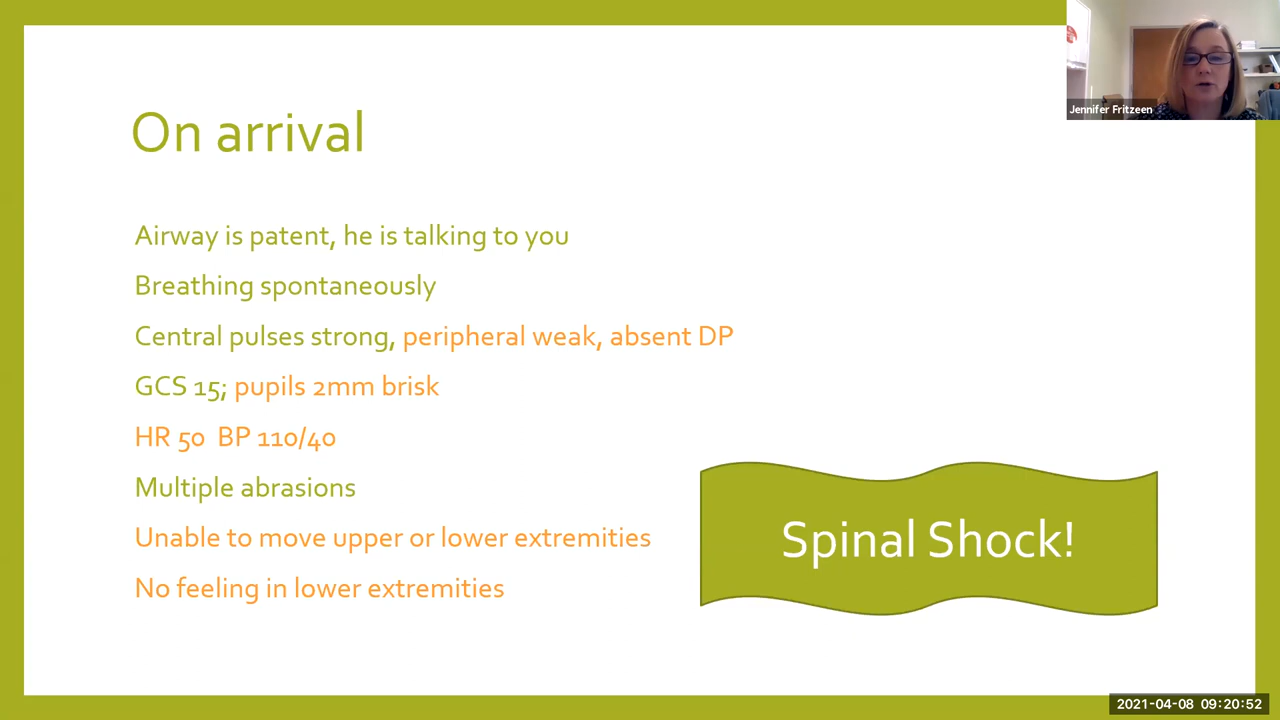 On arrival
Jennifer Fritzeen
Airway is patent, he is talking to you
Breathing spontaneously
Central pulses strong, peripheral weak, absent DP
GCS 15; pupils 2mm brisk
HR 50 BP 110/40
Multiple abrasions
Unable to move upper or lower extremities
No feeling in lower extremities
Spinal Shock!
2021-04-08 09:20:52